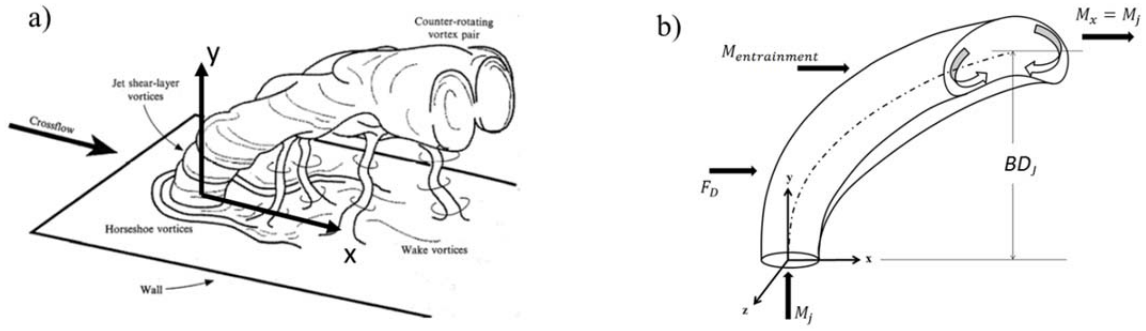 a)
y
Counter-rotating
vortex pair
Jet shear-layer
vortices
Crossflow
Horseshoe vortices
x
Wake vortices
Wall
b)
M_x = M_j
M_entrainment
F_D
BD_j
y
x
z
M_j